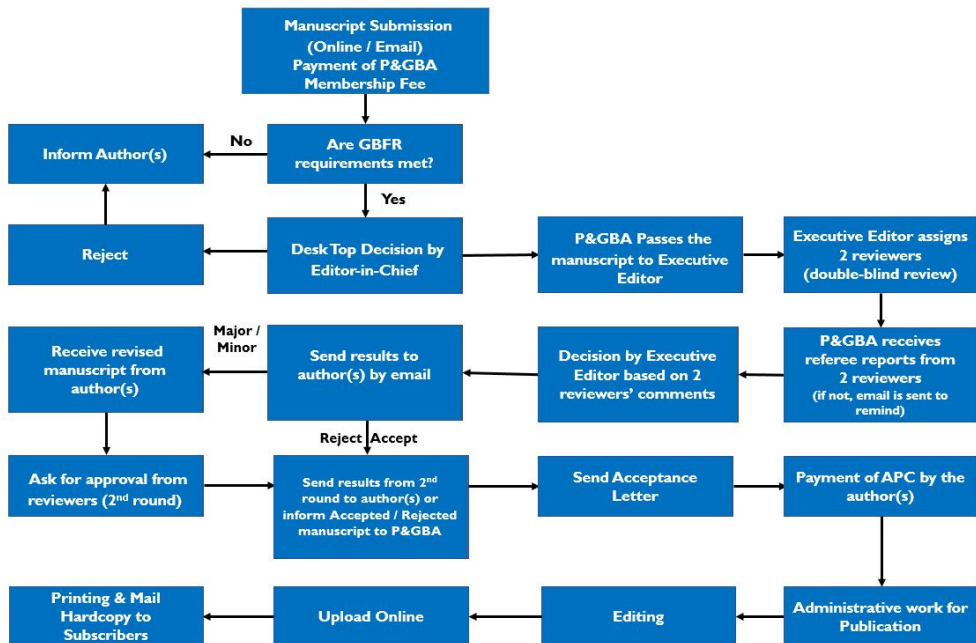 Manuscript Submission
(Online / Email)
Payment of P&GBA
Membership Fee
No
Inform Author(s)
Are GBFR
requirements met?
Yes
Reject
Desk Top Decision by
Editor-in-Chief
P&GBA Passes the
manuscript to Executive
Editor
Executive Editor assigns
2 reviewers
(double-blind review)
Major /
Minor
Receive revised
manuscript from
author(s)
Send results to
author(s) by email
Decision by Executive
Editor based on 2
reviewers’ comments
P&GBA receives
referee reports from
2 reviewers
(if not, email is sent to
remind)
Reject Accept
Ask for approval from
reviewers (2nd round)
Send results from 2nd
round to author(s) or
inform Accepted / Rejected
manuscript to P&GBA
Send Acceptance
Letter
Payment of APC by the
author(s)
Printing & Mail
Hardcopy to
Subscribers
Upload Online
Editing
Administrative work for
Publication